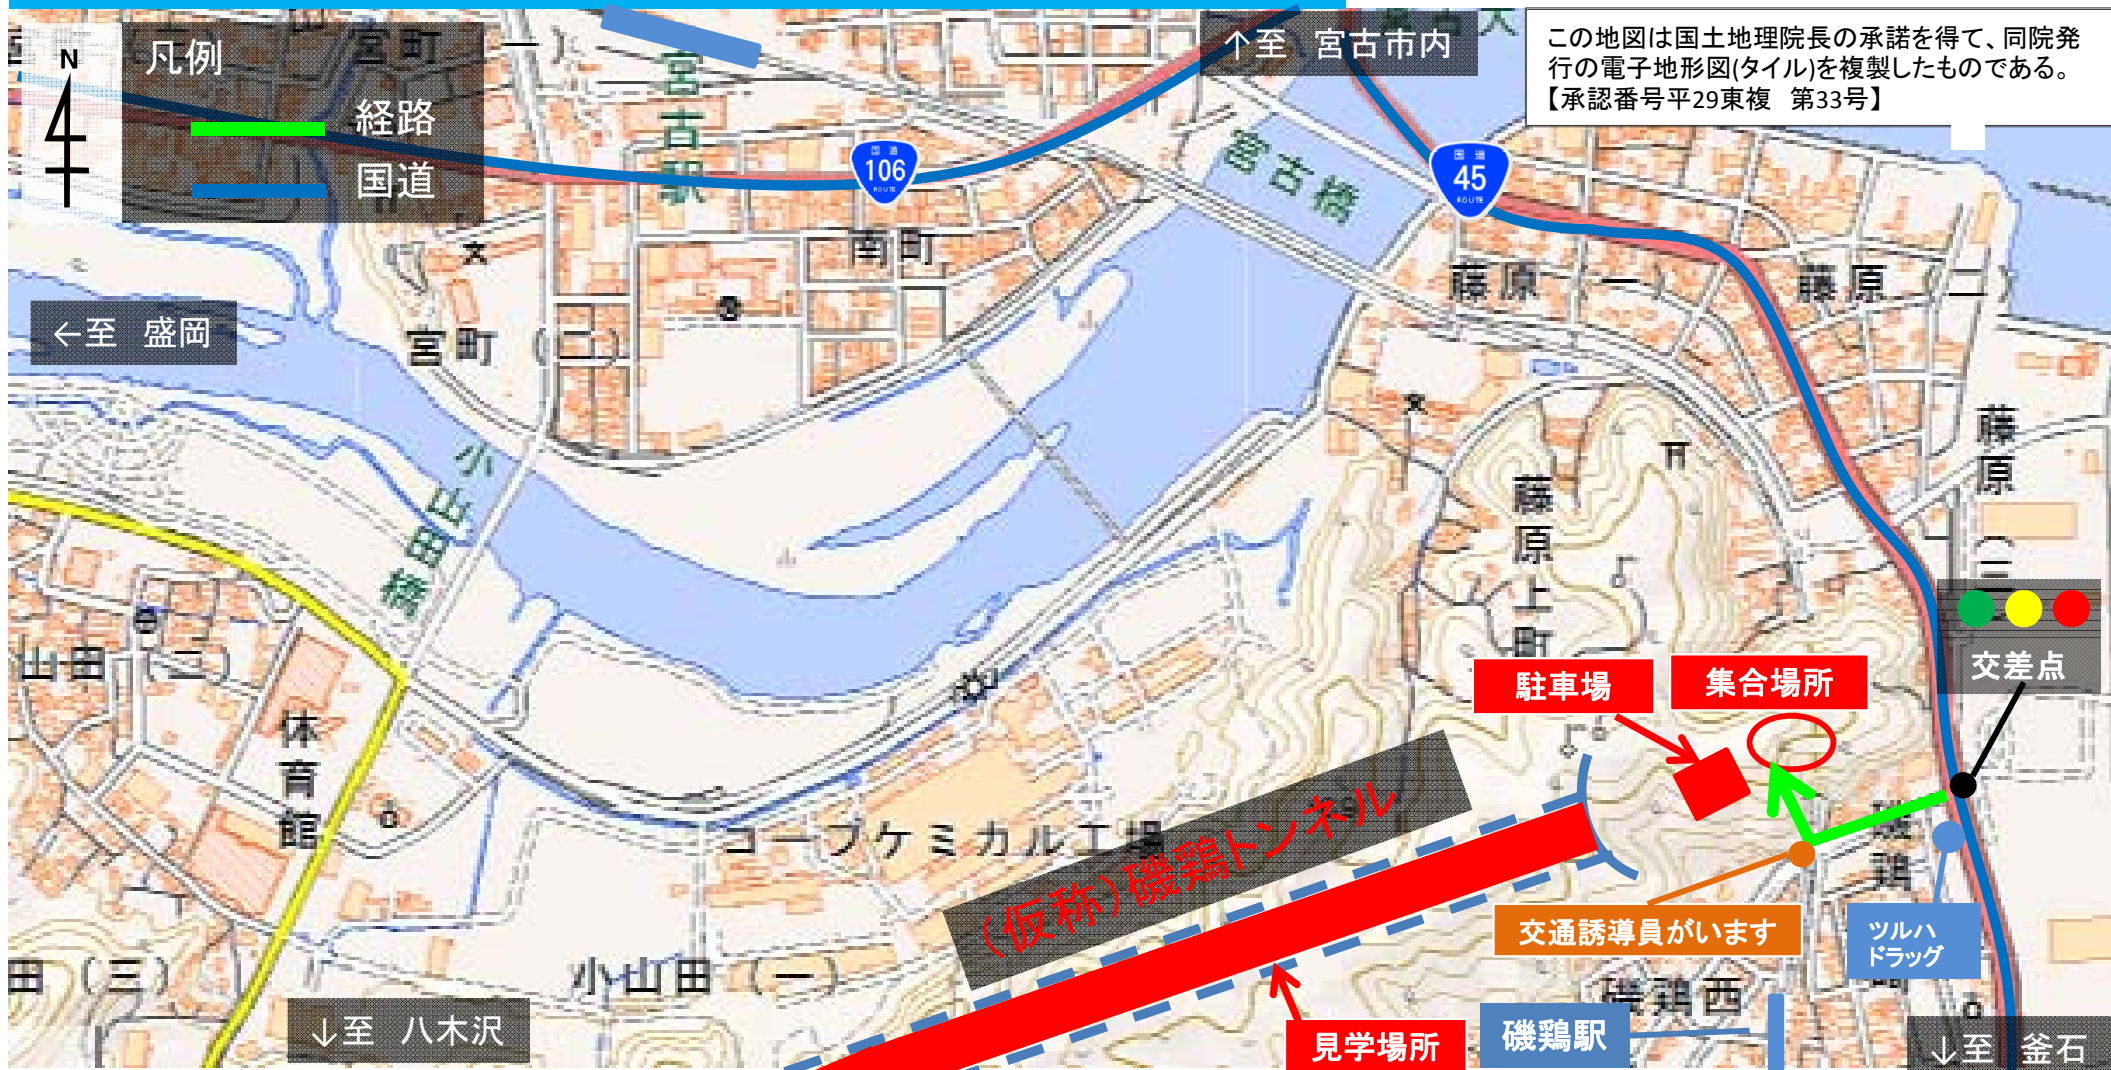 N
凡例
経路
国道
宮町(一)
宮古駅
↑至 宮古市内
この地図は国土地理院長の承諾を得て、同院発
行の電子地形図(タイル)を複製したものである。
【承認番号平29東複 第33号】
国道
106
ROUTE
宮古橋
国道
45
ROUTE
南町
藤原(一)
藤原(二)
←至 盛岡
宮町(二)
小山田橋
藤原(三)
藤原上町
交差点
山田(二)
体育館
駐車場
集合場所
コープケミカル工場
(仮称)磯鶏トンネル
磯鶏
交通誘導員がいます
ツルハ
ドラッグ
田(三)
小山田(一)
磯鶏西
↓至 八木沢
見学場所
磯鶏駅
↓至 釜石